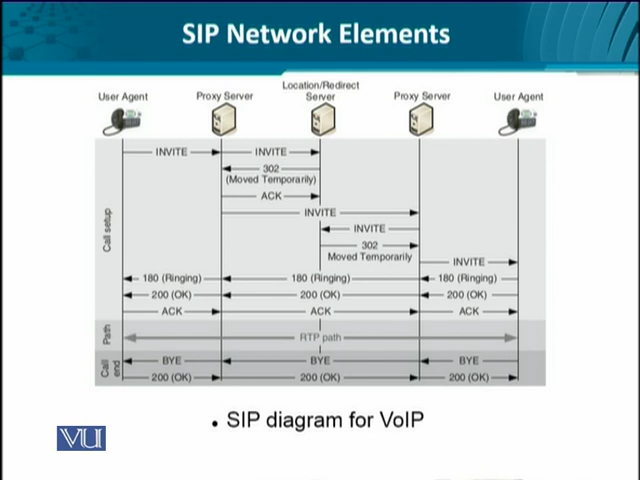 SIP Network Elements
User Agent
Proxy Server
Location/Redirect
Server
Proxy Server
User Agent
Call setup
INVITE
INVITE
302
(Moved Temporarily)
ACK
INVITE
INVITE
302
Moved Temporarily
INVITE
180 (Ringing)
180 (Ringing)
180 (Ringing)
200 (OK)
200 (OK)
200 (OK)
ACK
ACK
ACK
Path
RTP path
Call
end
BYE
BYE
BYE
200 (OK)
200 (OK)
200 (OK)
• SIP diagram for VoIP
VU